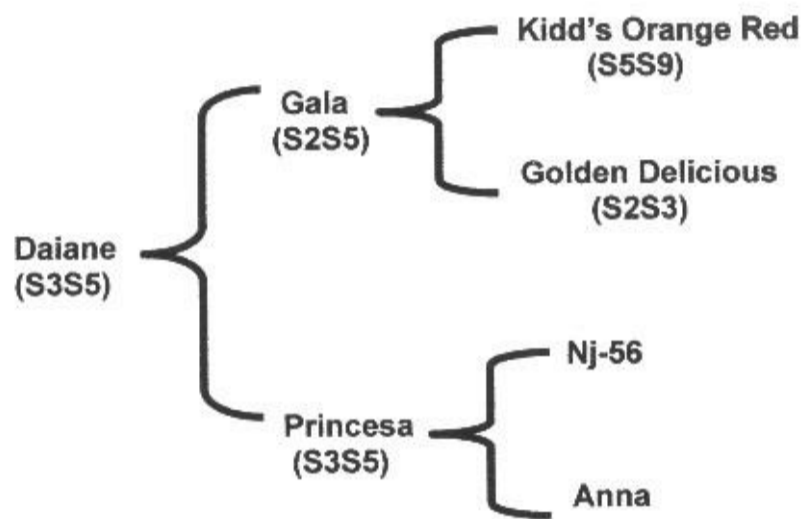 Kidd's Orange Red
(S5S9)
Gala
(S2S5)
Golden Delicious
(S2S3)
Daiane
(S3S5)
Nj-56
Princesa
(S3S5)
Anna